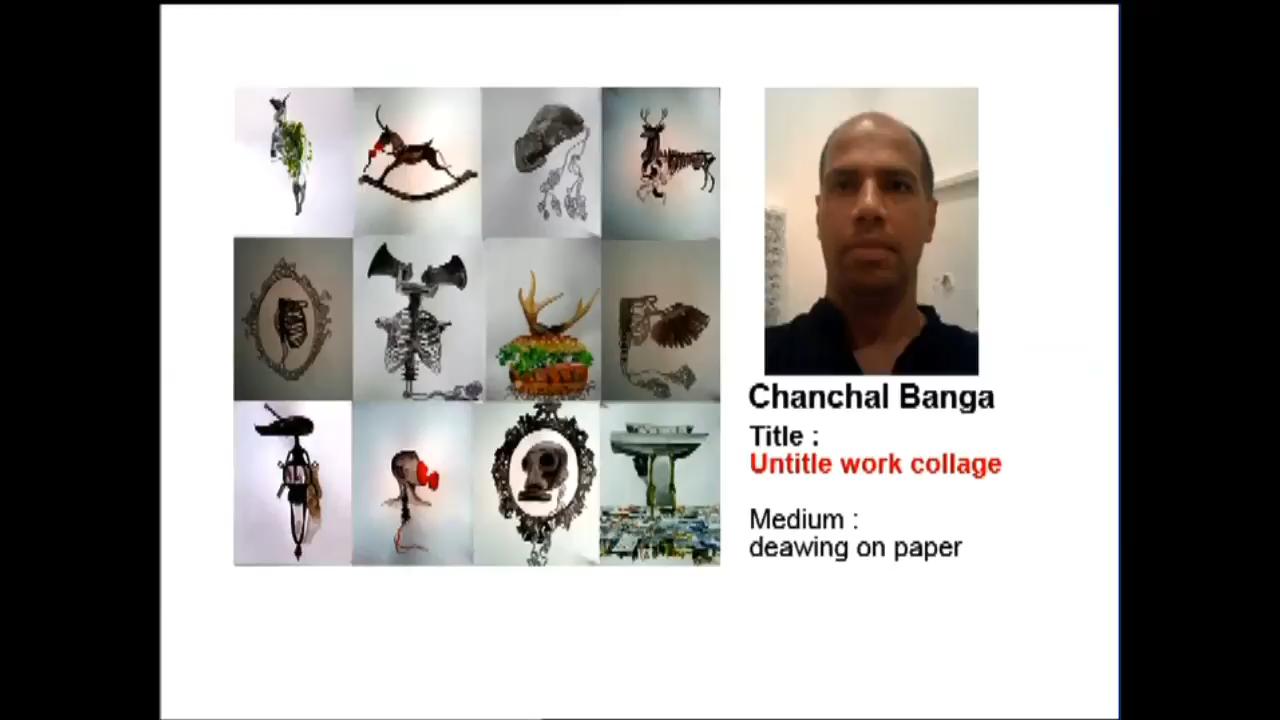 Chanchal Banga
Title :
Untitle work collage
Medium :
deawing on paper